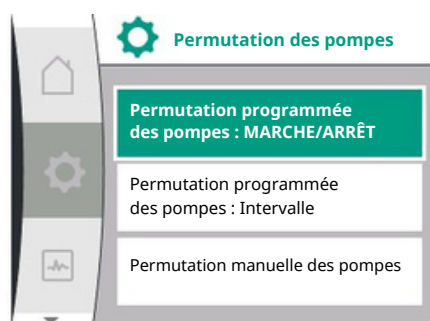 Permutation des pompes
Permutation programmée
des pompes : MARCHE/ARRÊT
Permutation programmée
des pompes : Intervalle
Permutation manuelle des pompes